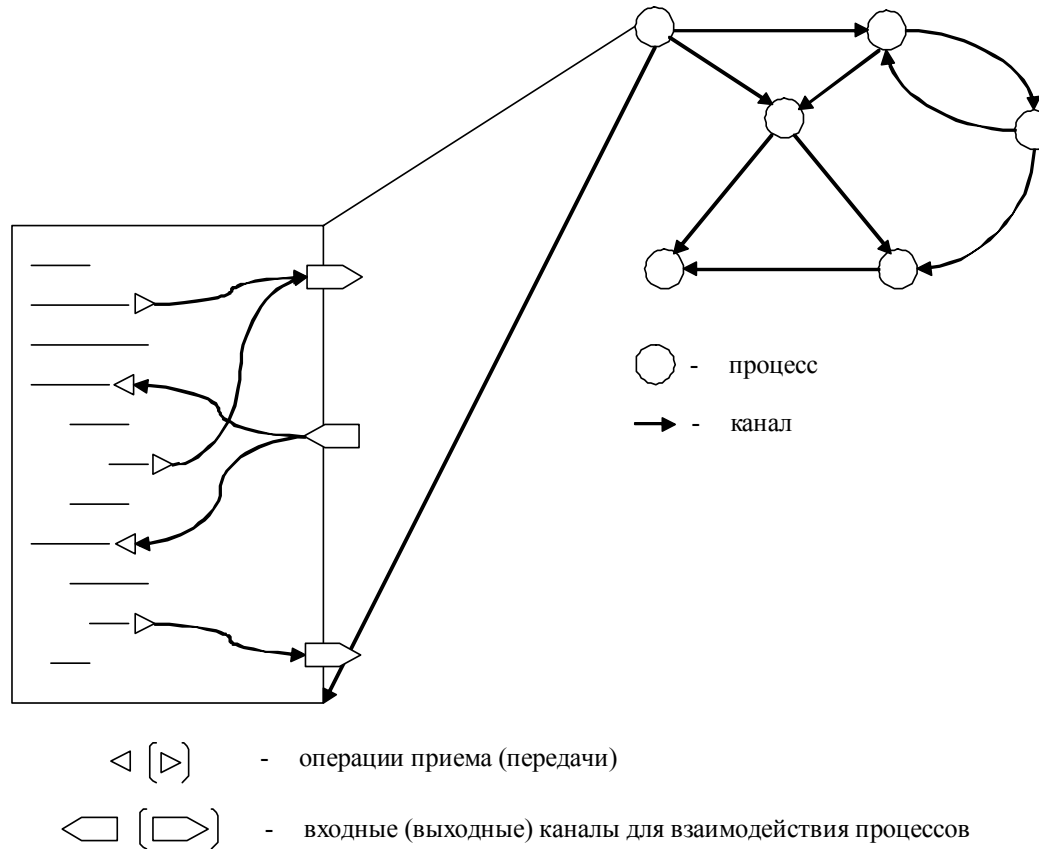 - процесс
- канал
- операции приема (передачи)
- входные (выходные) каналы для взаимодействия процессов